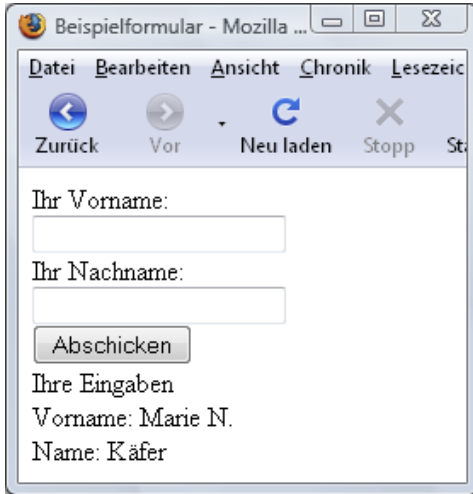 Beispielformular - Mozilla ...
Datei Bearbeiten Ansicht Chronik Lesezeic
Zurück Vor Neu laden Stopp Sta
Ihr Vorname:
Ihr Nachname:
Abschicken
Ihre Eingaben
Vorname: Marie N.
Name: Käfer